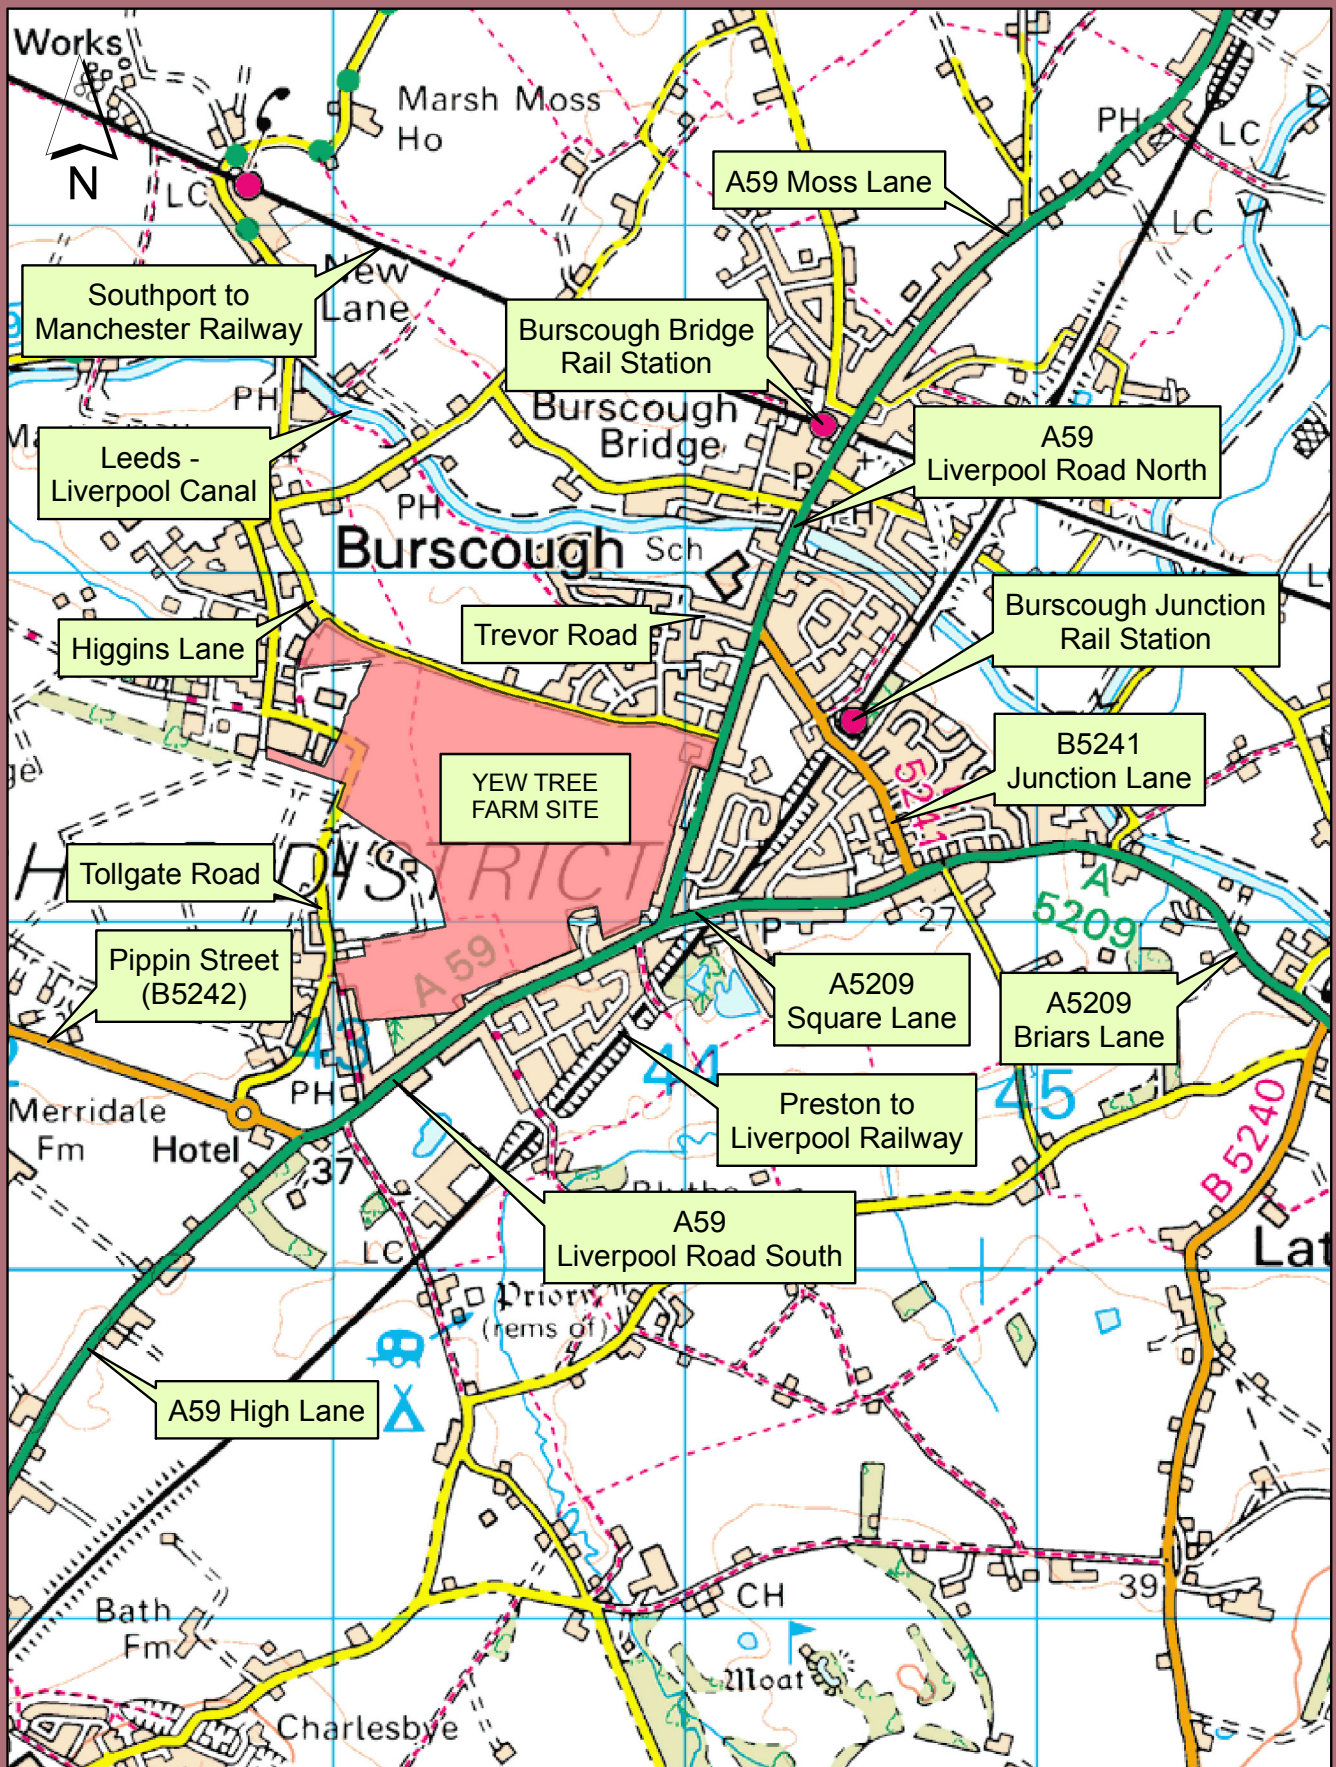 Works
N
Marsh Moss
Ho
PH
LC
A59 Moss Lane
LC
LC
New
Lane
Southport to
Manchester Railway
Burscough Bridge
Rail Station
PH
Burscough
Bridge
A59
Liverpool Road North
Leeds -
Liverpool Canal
PH
P
H
Burscough
Sch
Burscough Junction
Rail Station
Higgins Lane
Trevor Road
B5241
Junction Lane
5241
YEW TREE
FARM SITE
DISTRICT
Tollgate Road
A
5209
27
P
Pippin Street
(B5242)
A 59
A5209
Square Lane
A5209
Briars Lane
43
44
45
PH
Preston to
Liverpool Railway
Merridale
Fm
Hotel
37
B 5240
A59
Liverpool Road South
LC
Lat
Priory
(rems of)
A59 High Lane
39
CH
Bath
Fm
Moat
Charlesbye